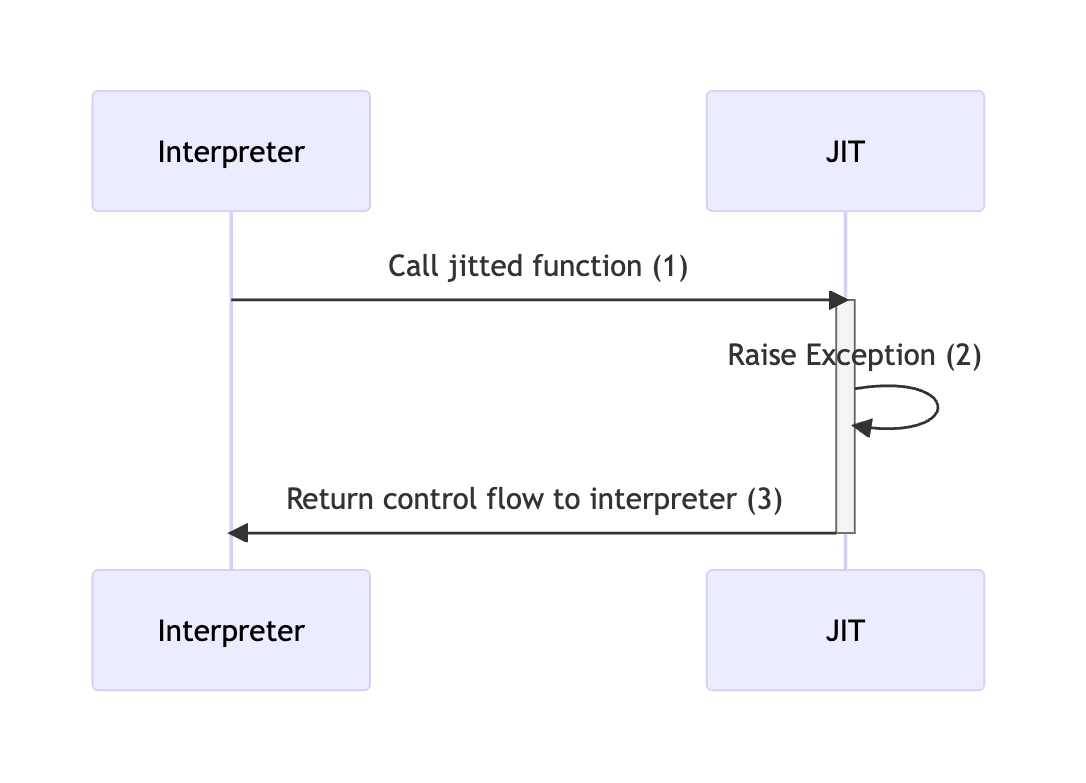 Interpreter
JIT
Call jitted function (1)
Raise Exception (2)
Return control flow to interpreter (3)
Interpreter
JIT